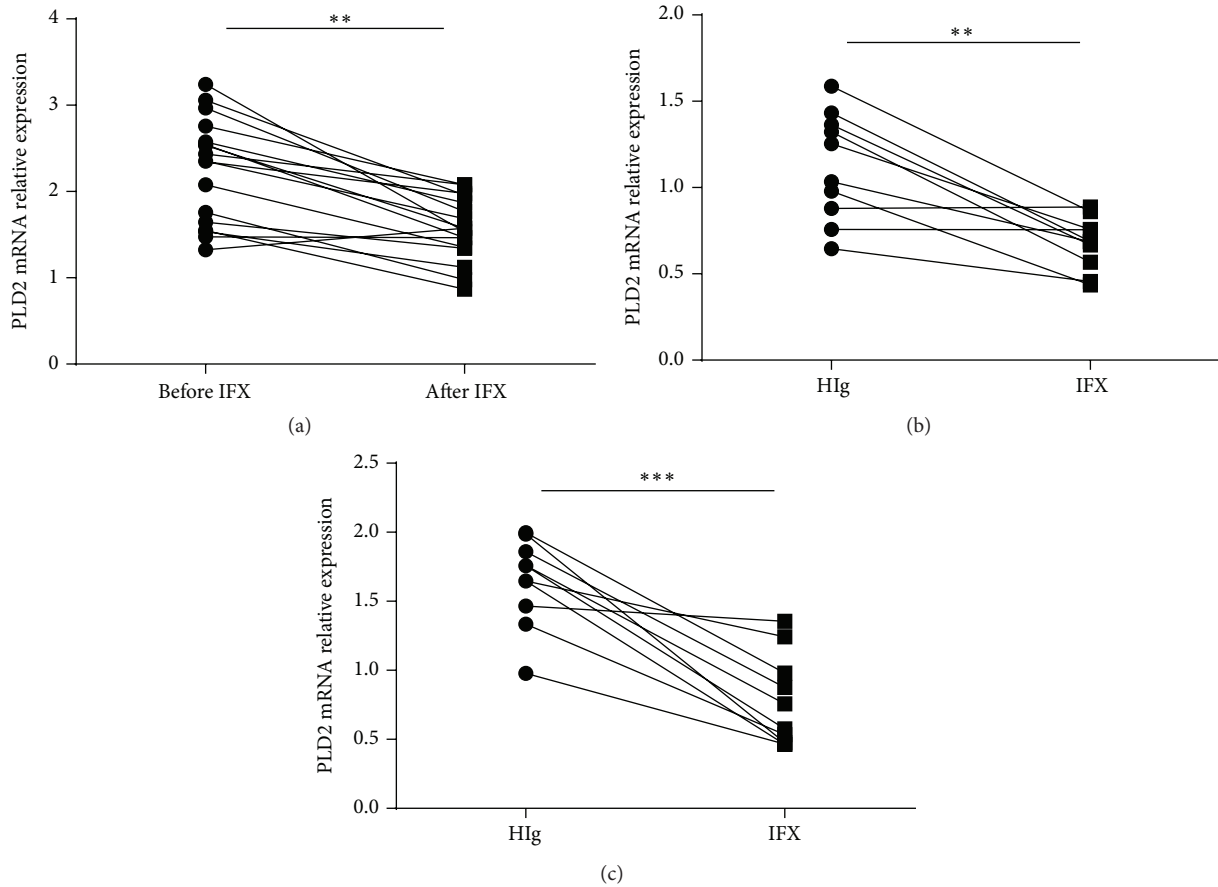 **
4
3
2
1
0
PLD2 mRNA relative expression
Before IFX
After IFX
(a)
**
2.0
1.5
1.0
0.5
0.0
PLD2 mRNA relative expression
HIg
IFX
(b)
***
2.5
2.0
1.5
1.0
0.5
0.0
PLD2 mRNA relative expression
HIg
IFX
(c)